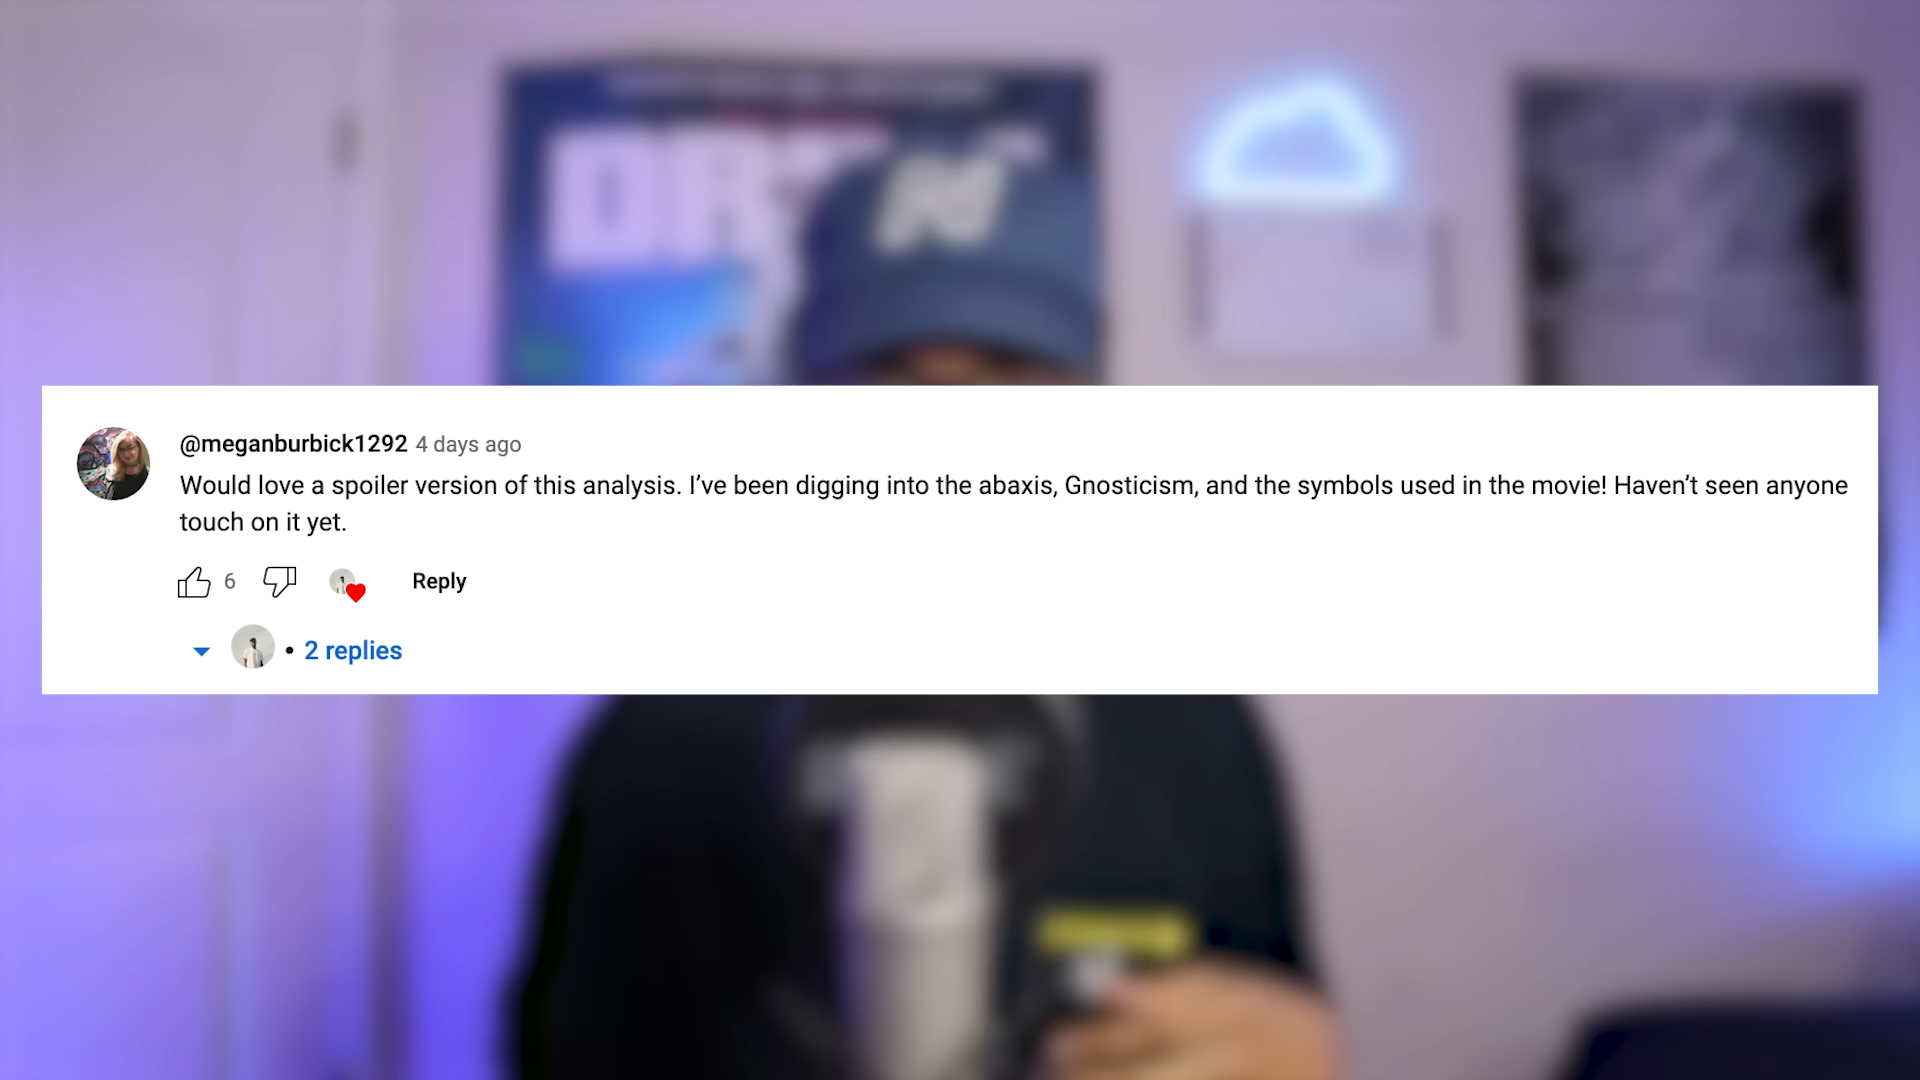 @meganburbick1292 4 days ago
Would love a spoiler version of this analysis. I’ve been digging into the abaxis, Gnosticism, and the symbols used in the movie! Haven’t seen anyone
touch on it yet.
6 Reply
• 2 replies